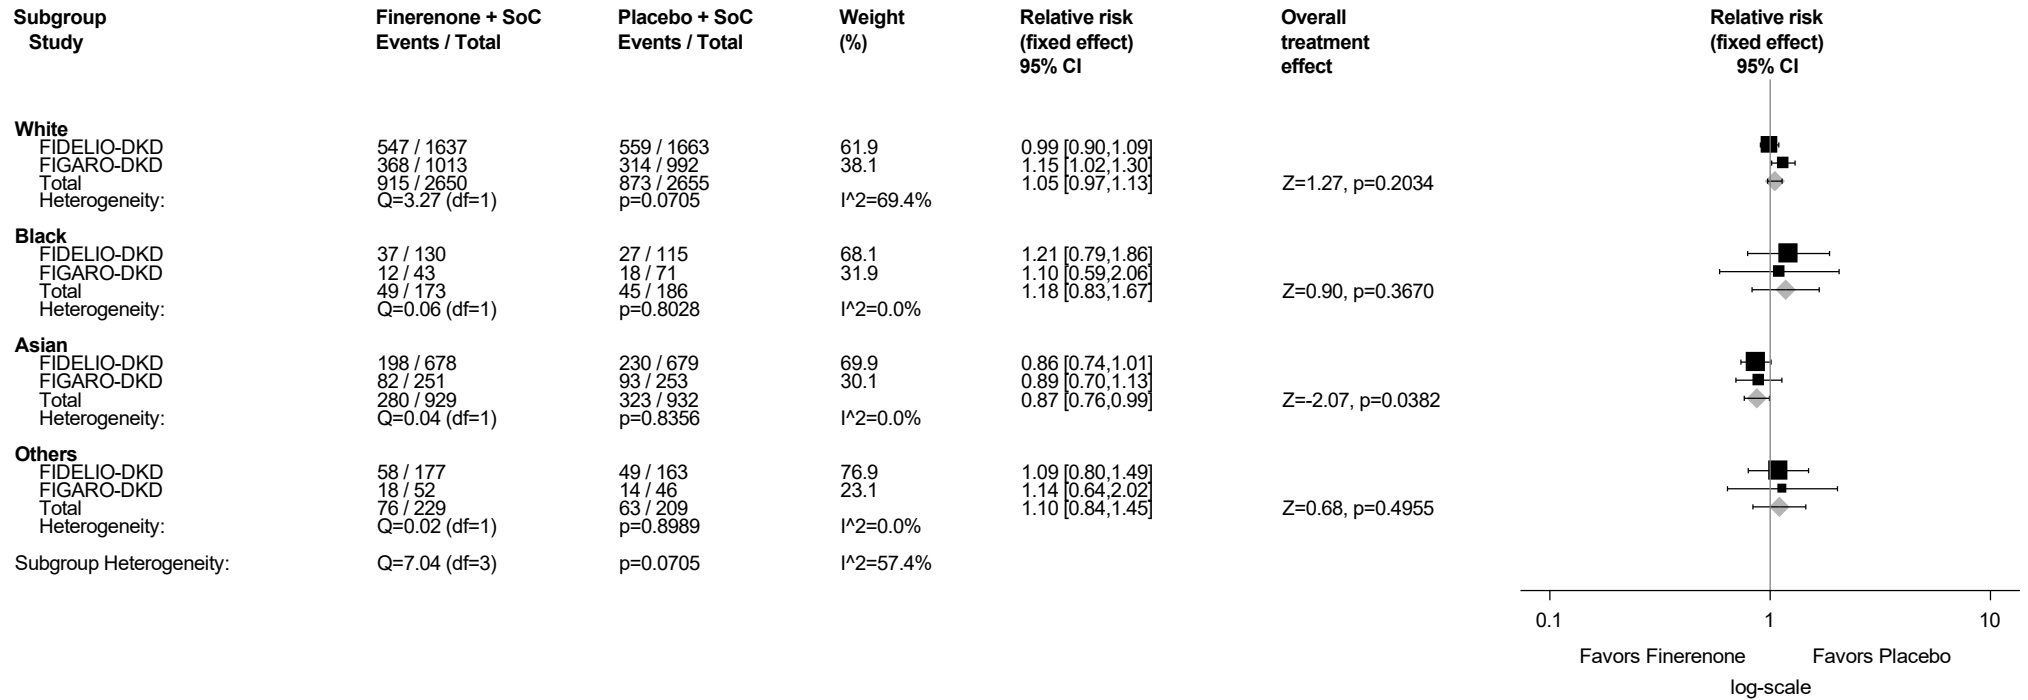 Subgroup Finerenone + SoC Placebo + SoC Weight Relative risk Overall Relative risk
Study Events / Total Events / Total (%) (fixed effect) treatment (fixed effect)
95% CI effect 95% CI
White
FIDELIO-DKD 547 / 1637 559 / 1663 61.9 0.99 [0.90,1.09]
FIGARO-DKD 368 / 1013 314 / 992 38.1 1.15 [1.02,1.30]
Total 915 / 2650 873 / 2655 1.05 [0.97,1.13] Z=1.27, p=0.2034
Heterogeneity: Q=3.27 (df=1) p=0.0705 I^2=69.4%
Black
FIDELIO-DKD 37 / 130 27 / 115 68.1 1.21 [0.79,1.86]
FIGARO-DKD 12 / 43 18 / 71 31.9 1.10 [0.59,2.06]
Total 49 / 173 45 / 186 1.18 [0.83,1.67] Z=0.90, p=0.3670
Heterogeneity: Q=0.06 (df=1) p=0.8028 I^2=0.0%
Asian
FIDELIO-DKD 198 / 678 230 / 679 69.9 0.86 [0.74,1.01]
FIGARO-DKD 82 / 251 93 / 253 30.1 0.89 [0.70,1.13]
Total 280 / 929 323 / 932 0.87 [0.76,0.99] Z=-2.07, p=0.0382
Heterogeneity: Q=0.04 (df=1) p=0.8356 I^2=0.0%
Others
FIDELIO-DKD 58 / 177 49 / 163 76.9 1.09 [0.80,1.49]
FIGARO-DKD 18 / 52 14 / 46 23.1 1.14 [0.64,2.02]
Total 76 / 229 63 / 209 1.10 [0.84,1.45] Z=0.68, p=0.4955
Heterogeneity: Q=0.02 (df=1) p=0.8989 I^2=0.0%
Subgroup Heterogeneity: Q=7.04 (df=3) p=0.0705 I^2=57.4%
0.1 1 10
Favors Finerenone Favors Placebo
log-scale